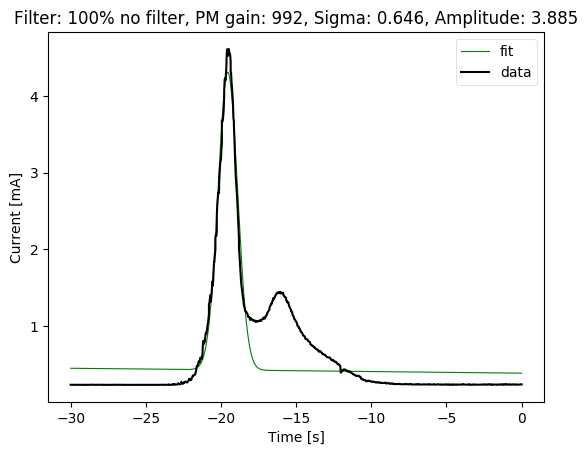 Filter: 100% no filter, PM gain: 992, Sigma: 0.646, Amplitude: 3.885
fit
data
4
3
2
1
Current [mA]
−30
−25
−20
−15
−10
−5
0
Time [s]